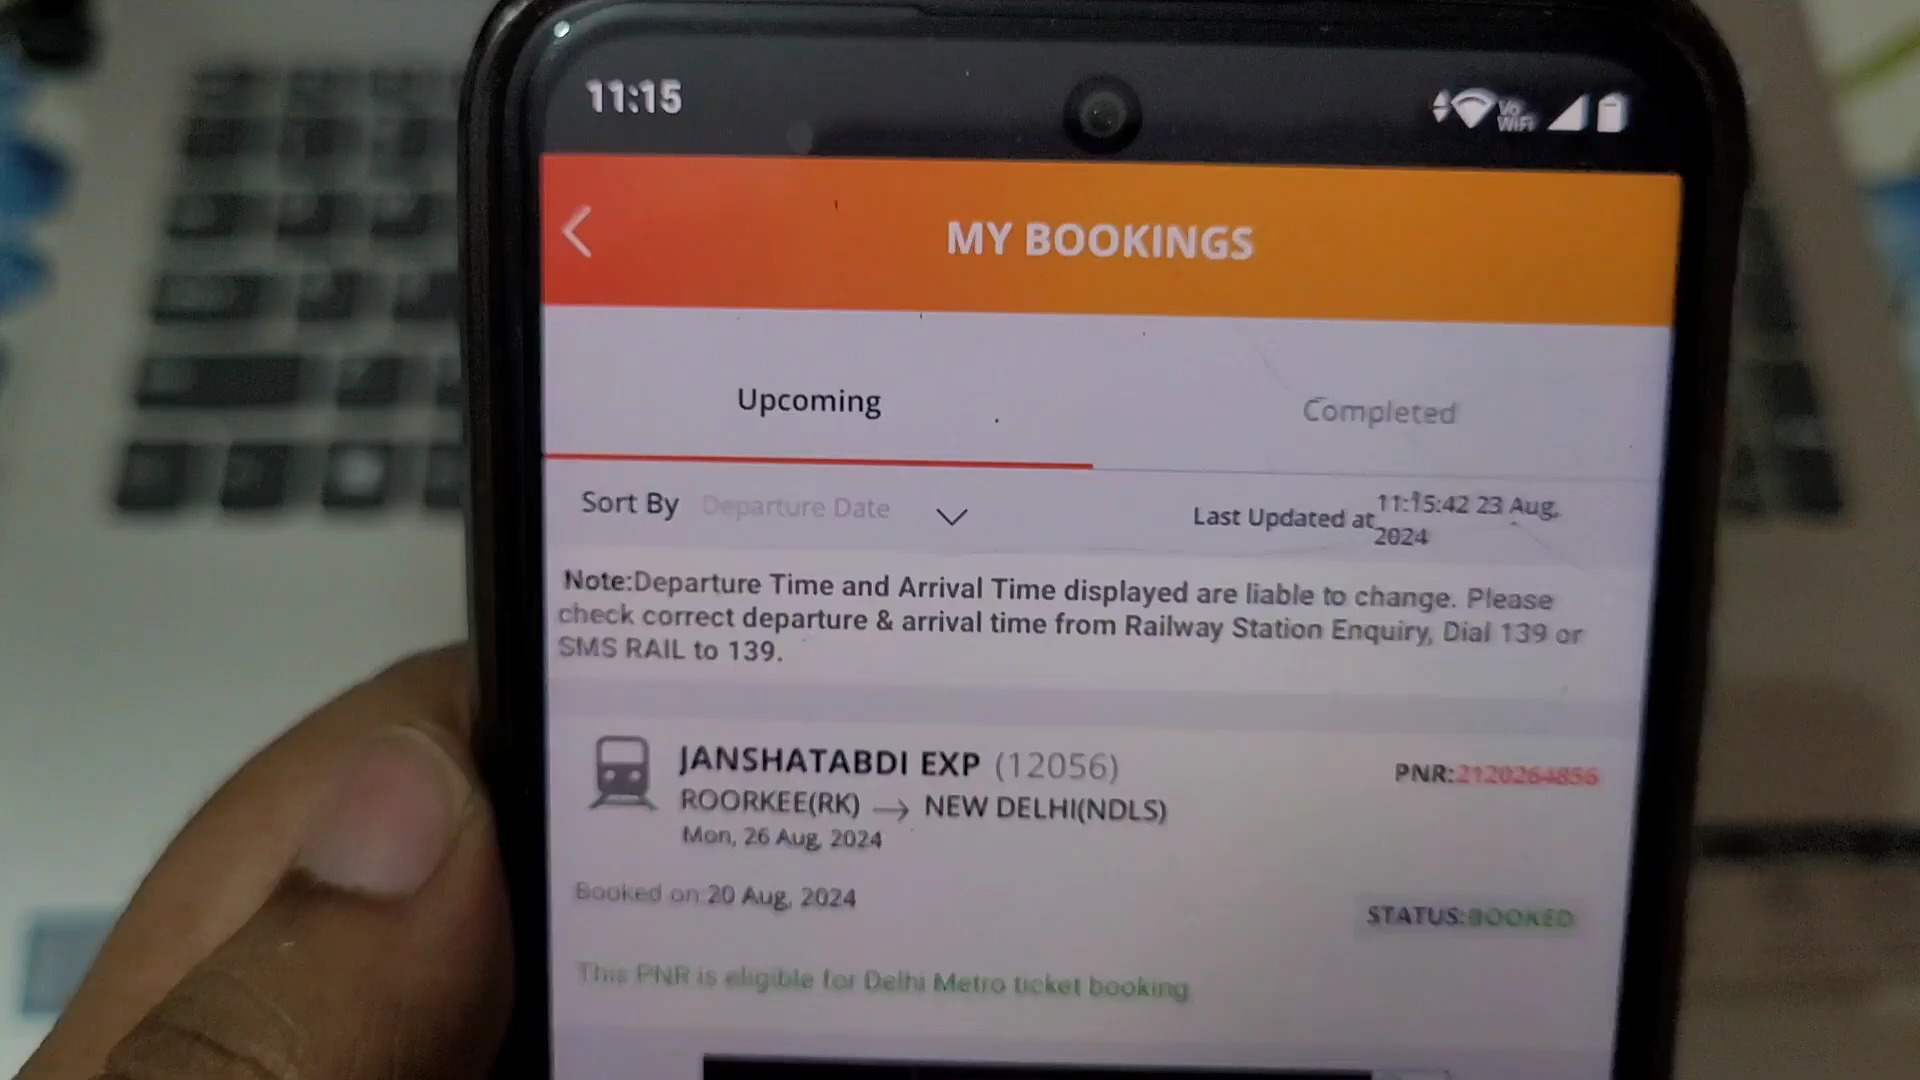 11:15
Vo
WiFi
MY BOOKINGS
Upcoming
Completed
Sort By Departure Date
Last Updated at 11:15:42 23 Aug, 2024
Note:Departure Time and Arrival Time displayed are liable to change. Please
check correct departure & arrival time from Railway Station Enquiry, Dial 139 or
SMS RAIL to 139.
JANSHATABDI EXP (12056)
PNR:2120264856
ROORKEE(RK) → NEW DELHI(NDLS)
Mon, 26 Aug, 2024
Booked on 20 Aug, 2024
STATUS:BOOKED
This PNR is eligible for Delhi Metro ticket booking